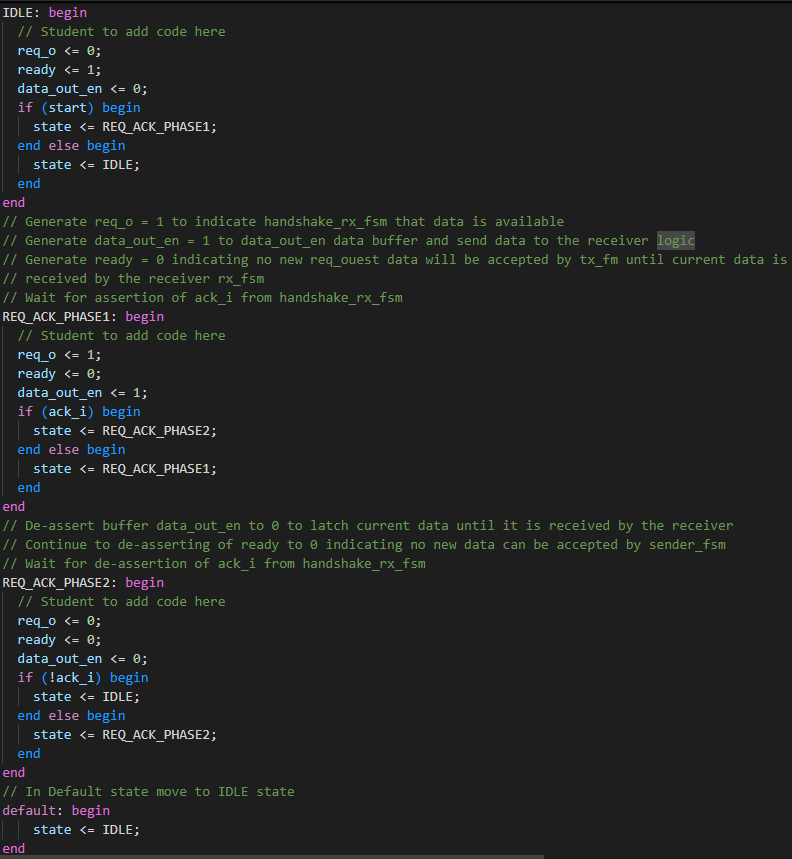 IDLE: begin
// Student to add code here
req_o <= 0;
ready <= 1;
data_out_en <= 0;
if (start) begin
state <= REQ_ACK_PHASE1;
end else begin
state <= IDLE;
end
end
// Generate req_o = 1 to indicate handshake_rx_fsm that data is available
// Generate data_out_en = 1 to data_out_en data buffer and send data to the receiver logic
// Generate ready = 0 indicating no new req_ouest data will be accepted by tx_fm until current data is
// received by the receiver rx_fsm
// Wait for assertion of ack_i from handshake_rx_fsm
REQ_ACK_PHASE1: begin
// Student to add code here
req_o <= 1;
ready <= 0;
data_out_en <= 1;
if (ack_i) begin
state <= REQ_ACK_PHASE2;
end else begin
state <= REQ_ACK_PHASE1;
end
end
// De-assert buffer data_out_en to 0 to latch current data until it is received by the receiver
// Continue to de-asserting of ready to 0 indicating no new data can be accepted by sender_fsm
// Wait for de-assertion of ack_i from handshake_rx_fsm
REQ_ACK_PHASE2: begin
// Student to add code here
req_o <= 0;
ready <= 0;
data_out_en <= 0;
if (!ack_i) begin
state <= IDLE;
end else begin
state <= REQ_ACK_PHASE2;
end
end
// In Default state move to IDLE state
default: begin
state <= IDLE;
end